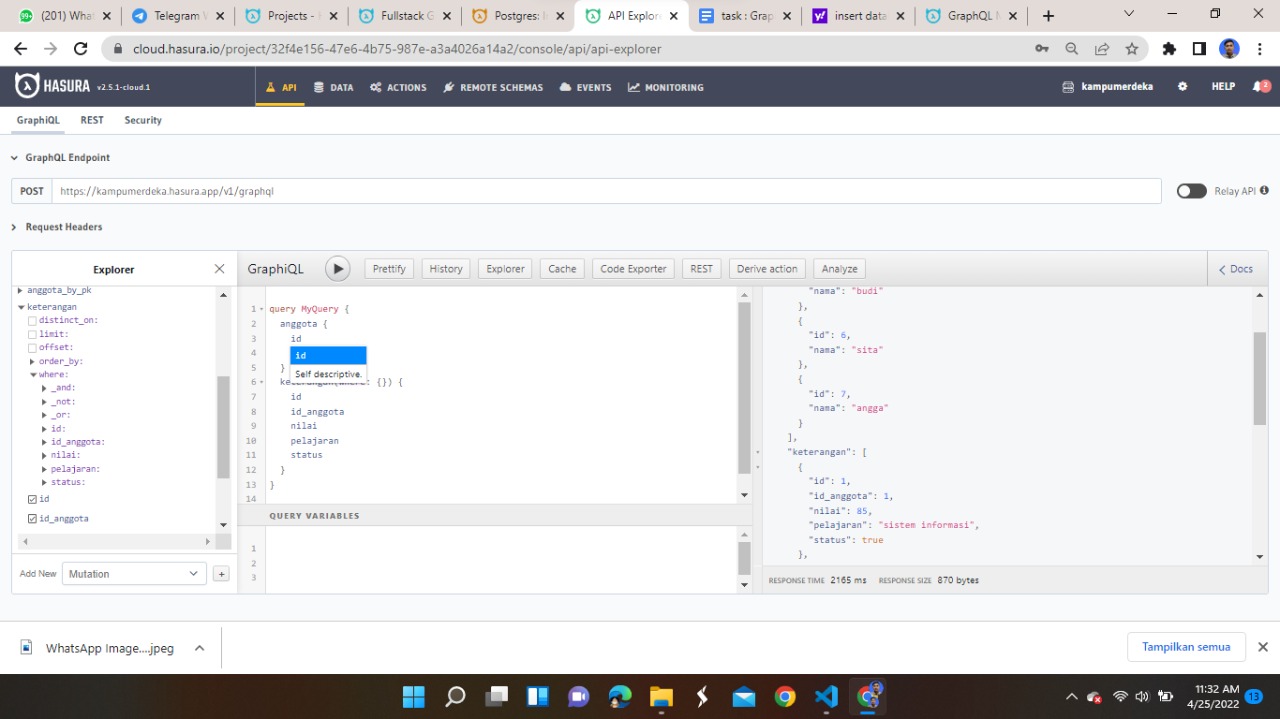 (201) What
Telegram W
Projects - H
Fullstack G
Postgres: I
API Explore
task : Grap
insert data
GraphQL M
cloud.hasura.io/project/32f4e156-47e6-4b75-987e-a3a4026a14a2/console/api/api-explorer
HASURA v2.5.1-cloud.1
API
DATA
ACTIONS
REMOTE SCHEMAS
EVENTS
MONITORING
kampumerdeka
HELP
2
GraphiQL
REST
Security
GraphQL Endpoint
POST
https://kampumerdeka.hasura.app/v1/graphql
Relay API
Request Headers
Explorer
anggota_by_pk
keterangan
distinct_on:
limit:
offset:
order_by:
where:
_and:
_not:
_or:
id:
id_anggota:
nilai:
pelajaran:
status:
id
id_anggota
Add New
Mutation
+
GraphiQL
Prettify
History
Explorer
Cache
Code Exporter
REST
Derive action
Analyze
Docs
1 query MyQuery {
2 anggota {
3 id
4
id
Self descriptive.
5 }
6 keterangan(where: {}) {
7 id
8 id_anggota
9 nilai
10 pelajaran
11 status
12 }
13 }
14
QUERY VARIABLES
1
2
3
"nama": "budi"
},
{
"id": 6,
"nama": "sita"
},
{
"id": 7,
"nama": "angga"
}
],
"keterangan": [
{
"id": 1,
"id_anggota": 1,
"nilai": 85,
"pelajaran": "sistem informasi",
"status": true
},
RESPONSE TIME 2165 ms RESPONSE SIZE 870 bytes
WhatsApp Image....jpeg
Tampilkan semua
11:32 AM
4/25/2022
13